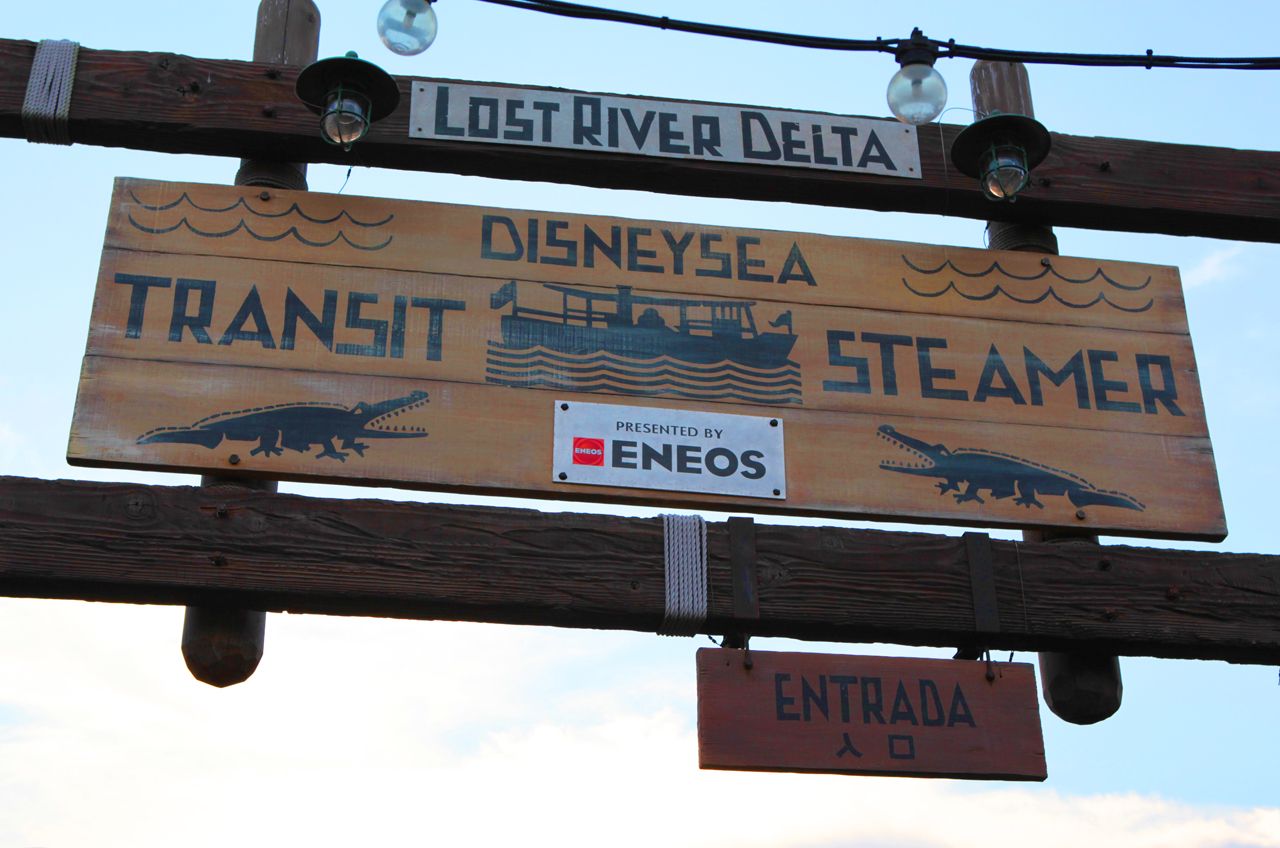 LOST RIVER DELTA
DISNEYSEA
TRANSIT STEAMER
PRESENTED BY
ENEOS ENEOS
ENTRADA
入口